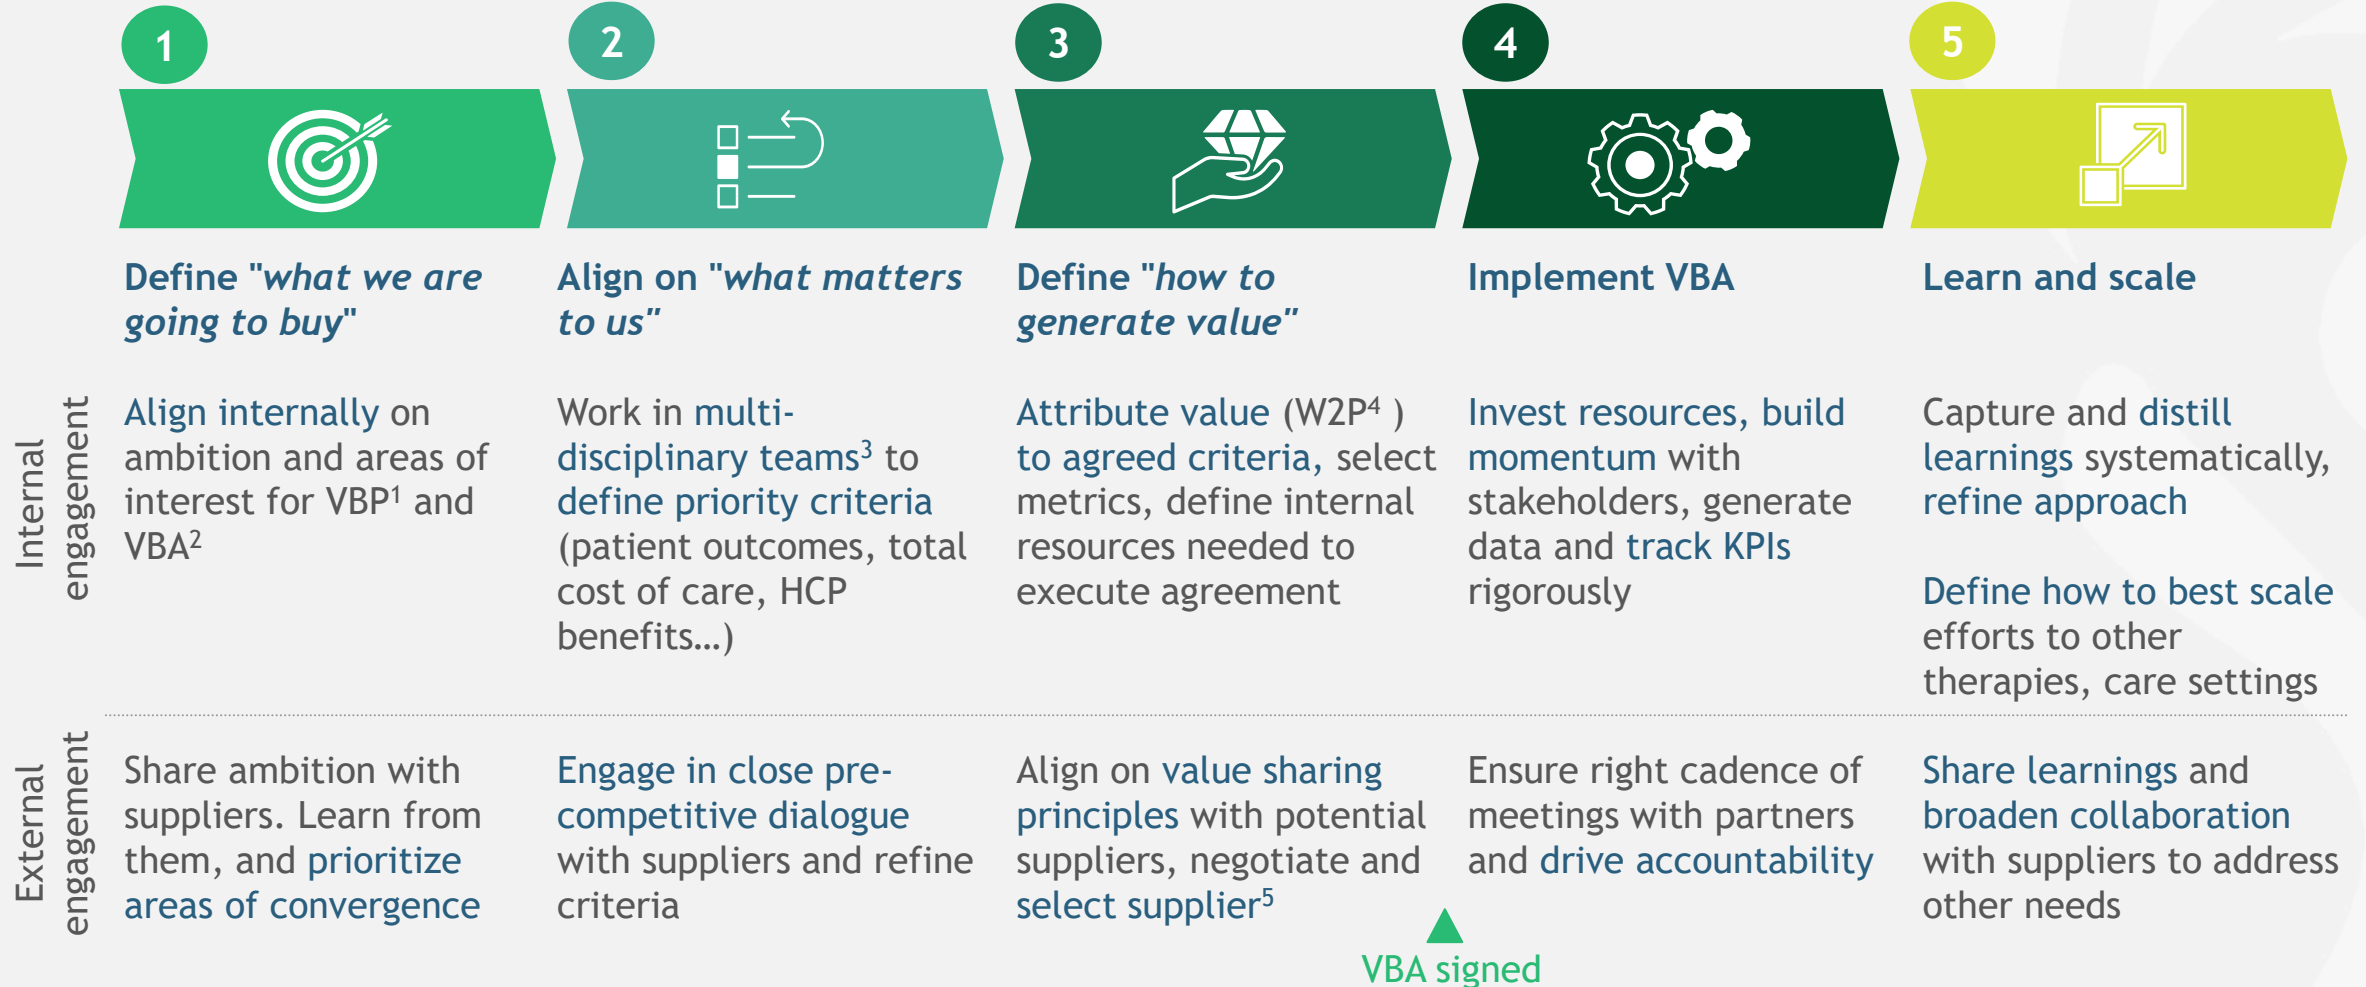 1
2
3
4
5
Define "what we are
going to buy"
Align on "what matters
to us"
Define "how to
generate value"
Implement VBA
Learn and scale
Internal
engagement
Align internally on
ambition and areas of
interest for VBP¹ and
VBA²
Work in multi-
disciplinary teams³ to
define priority criteria
(patient outcomes, total
cost of care, HCP
benefits…)
Attribute value (W2P⁴ )
to agreed criteria, select
metrics, define internal
resources needed to
execute agreement
Invest resources, build
momentum with
stakeholders, generate
data and track KPIs
rigorously
Capture and distill
learnings systematically,
refine approach
Define how to best scale
efforts to other
therapies, care settings
External
engagement
Share ambition with
suppliers. Learn from
them, and prioritize
areas of convergence
Engage in close pre-
competitive dialogue
with suppliers and refine
criteria
Align on value sharing
principles with potential
suppliers, negotiate and
select supplier⁵
Ensure right cadence of
meetings with partners
and drive accountability
Share learnings and
broaden collaboration
with suppliers to address
other needs
VBA signed